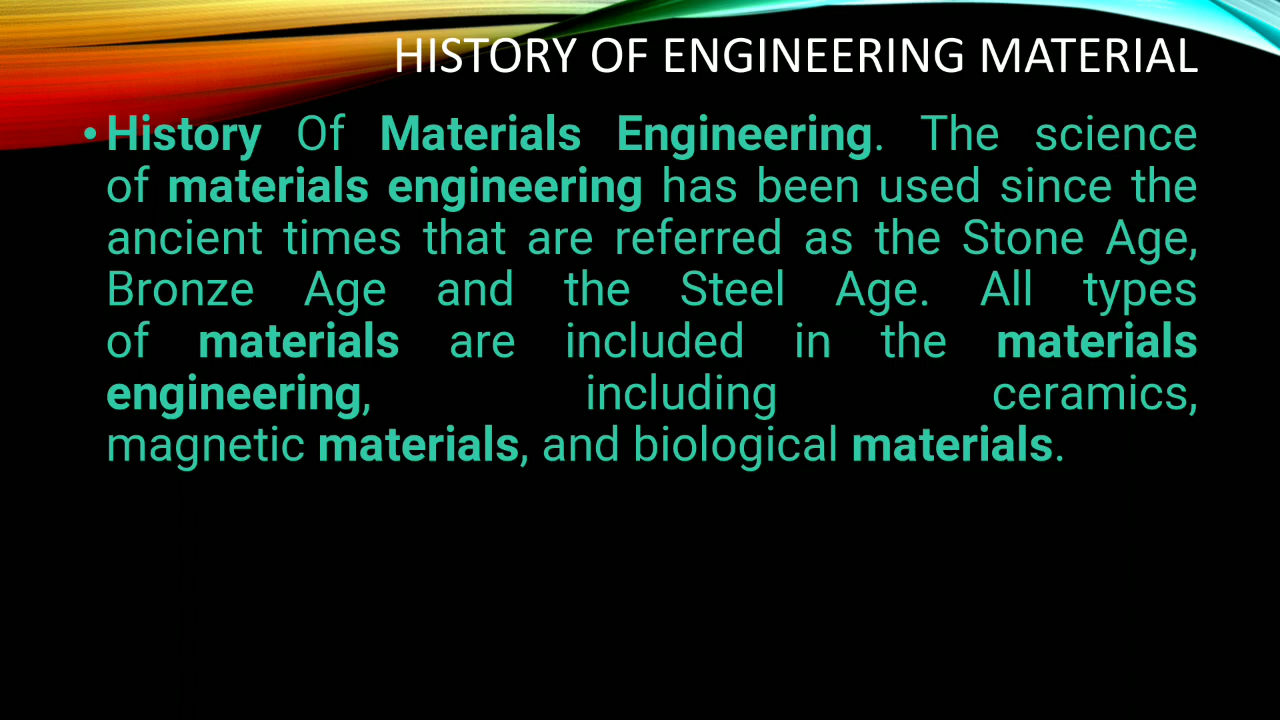 HISTORY OF ENGINEERING MATERIAL
• History Of Materials Engineering. The science
of materials engineering has been used since the
ancient times that are referred as the Stone Age,
Bronze Age and the Steel Age. All types
of materials are included in the materials
engineering, including ceramics,
magnetic materials, and biological materials.